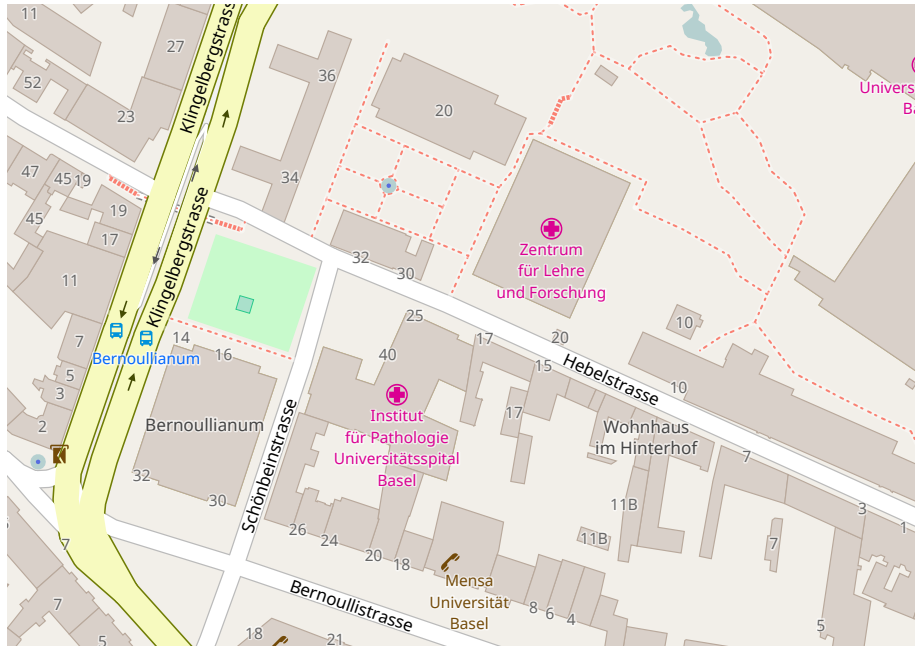 11
27
Klingelbergstrasse
36
52
23
20
Univers
Ba
47
45
19
34
45
19
17
Klingelbergstrasse
32
30
Zentrum
für Lehre
und Forschung
11
7
Bernoullianum
14
16
25
40
17
20
15
10
Hebelstrasse
10
5
3
2
Bernoullianum
Institut
für Pathologie
Universitätsspital
Basel
17
Wohnhaus
im Hinterhof
7
32
30
Schönbeinstrasse
11B
3
1
26
24
20
18
11B
7
7
Mensa
Universität
Basel
Bernoullistrasse
8
6
4
7
5
18
21
5